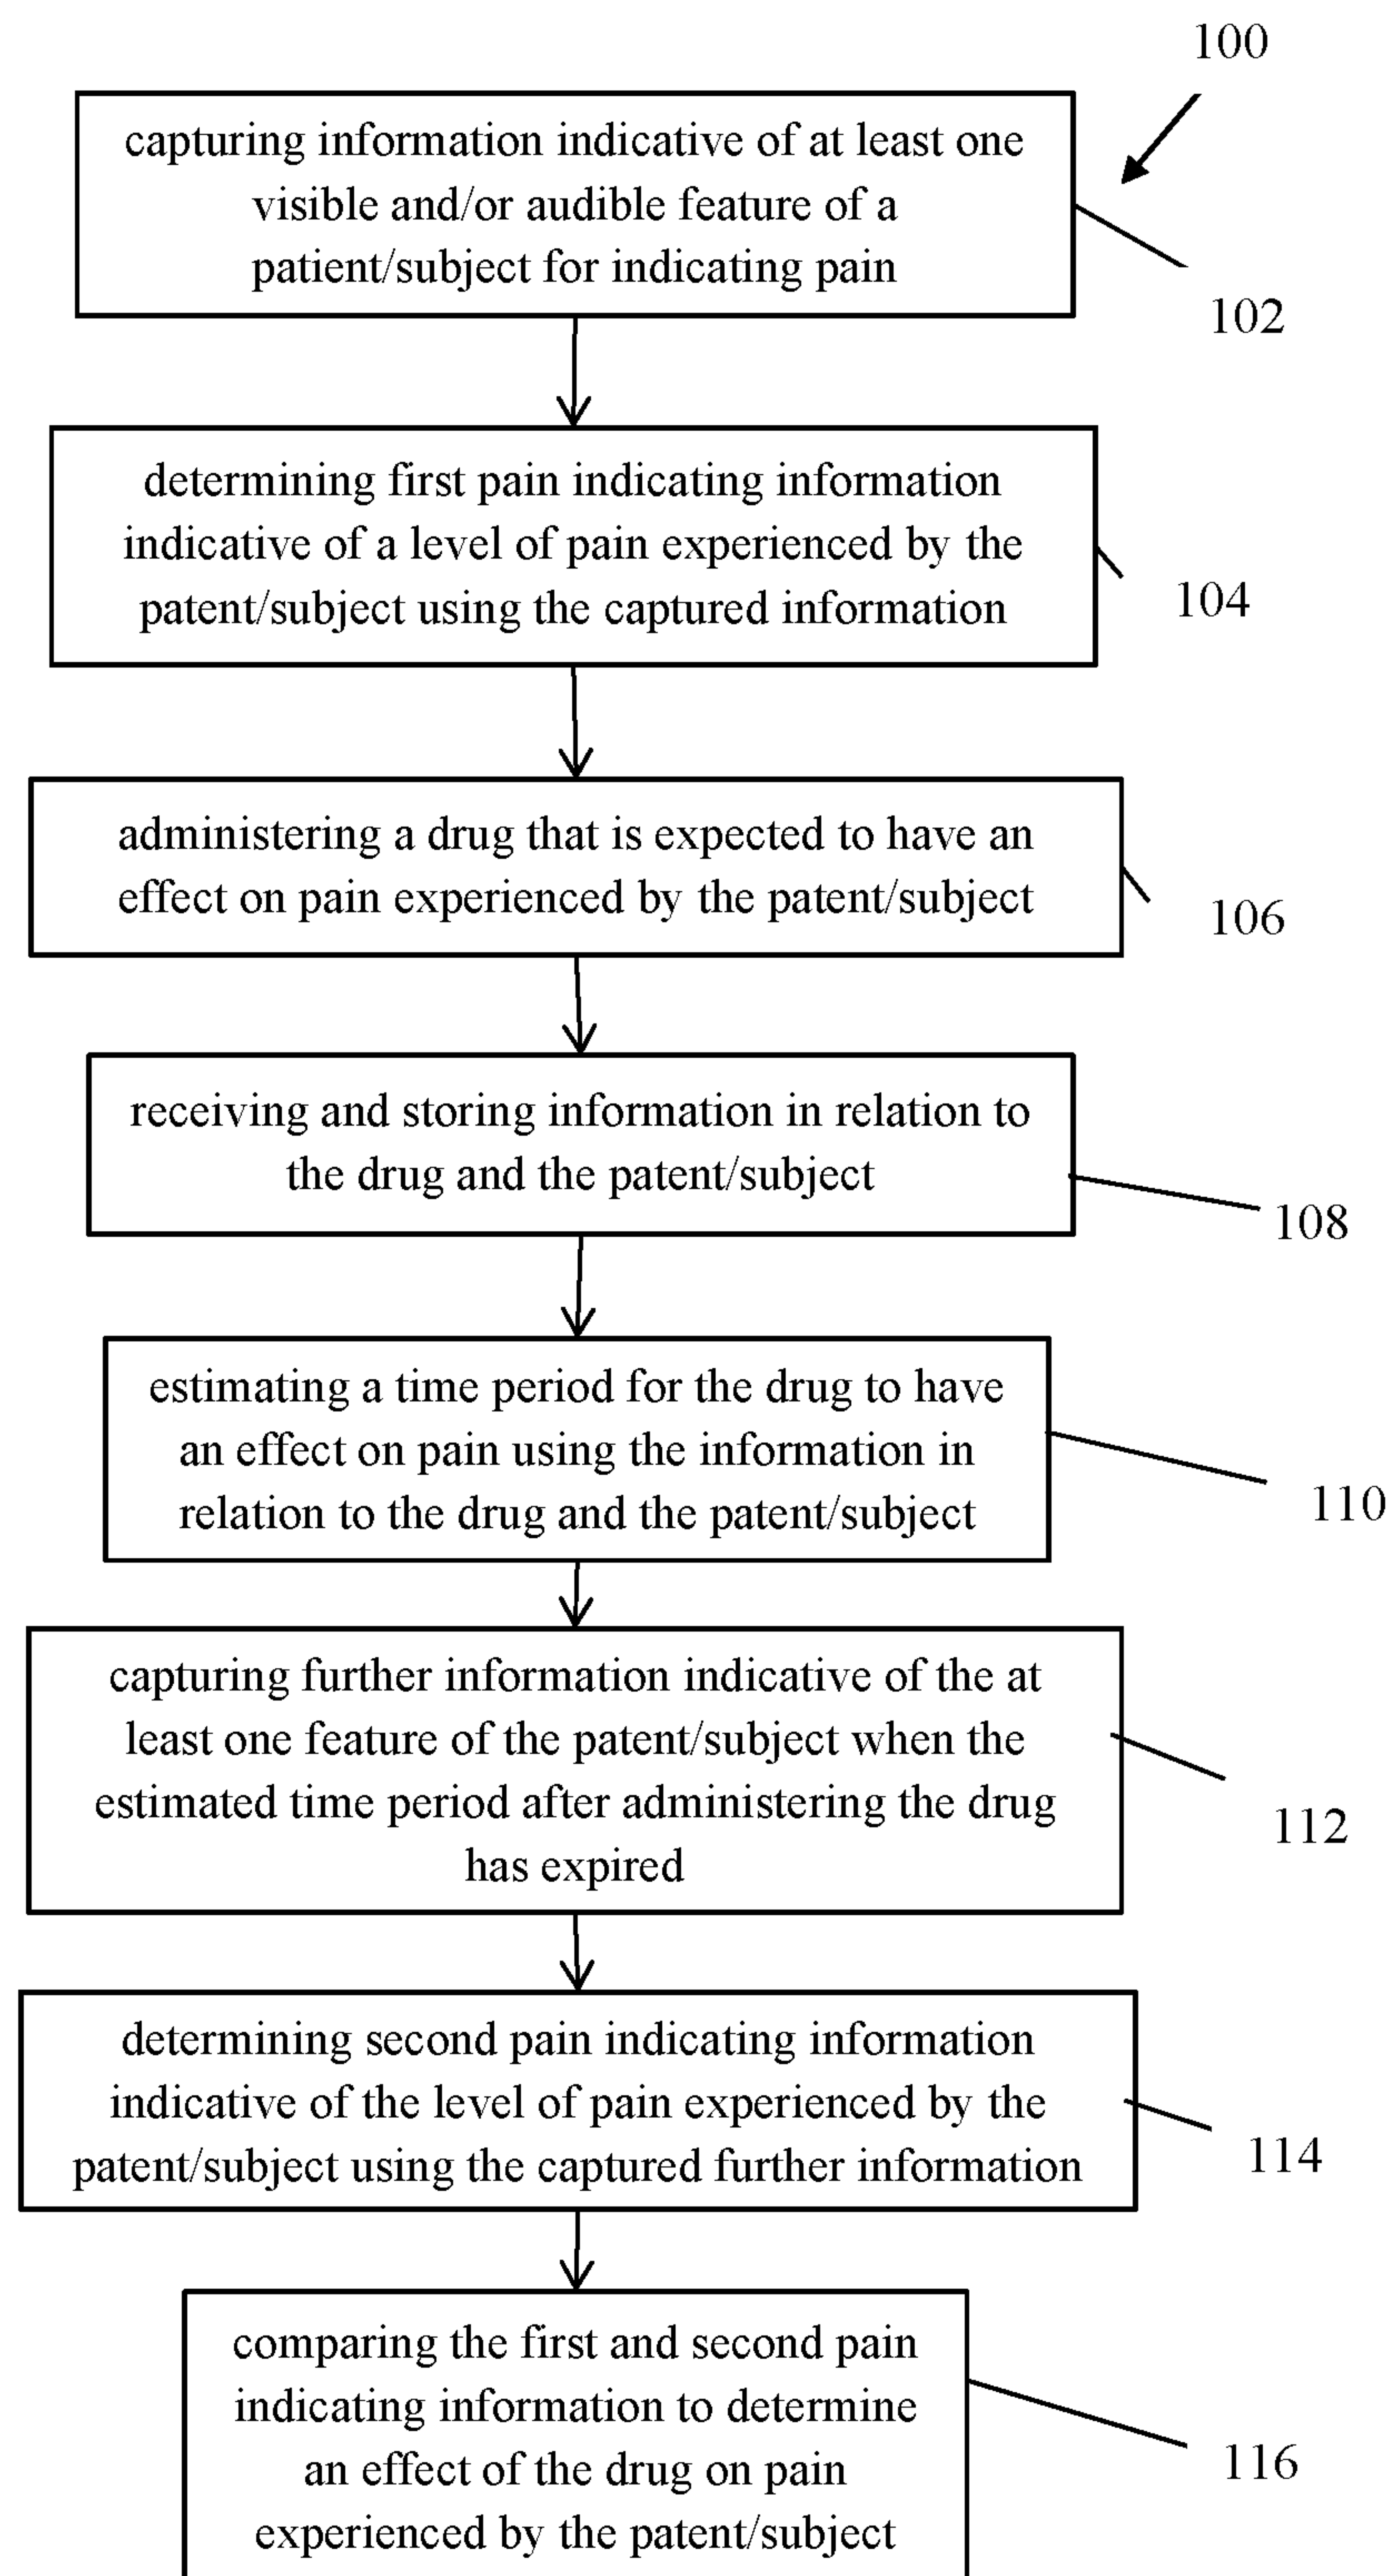 100
capturing information indicative of at least one
visible and/or audible feature of a
patient/subject for indicating pain
102
determining first pain indicating information
indicative of a level of pain experienced by the
patent/subject using the captured information
104
administering a drug that is expected to have an
effect on pain experienced by the patent/subject
106
receiving and storing information in relation to
the drug and the patent/subject
108
estimating a time period for the drug to have
an effect on pain using the information in
relation to the drug and the patent/subject
110
capturing further information indicative of the at
least one feature of the patent/subject when the
estimated time period after administering the drug
has expired
112
determining second pain indicating information
indicative of the level of pain experienced by the
patent/subject using the captured further information
114
comparing the first and second pain
indicating information to determine
an effect of the drug on pain
experienced by the patent/subject
116